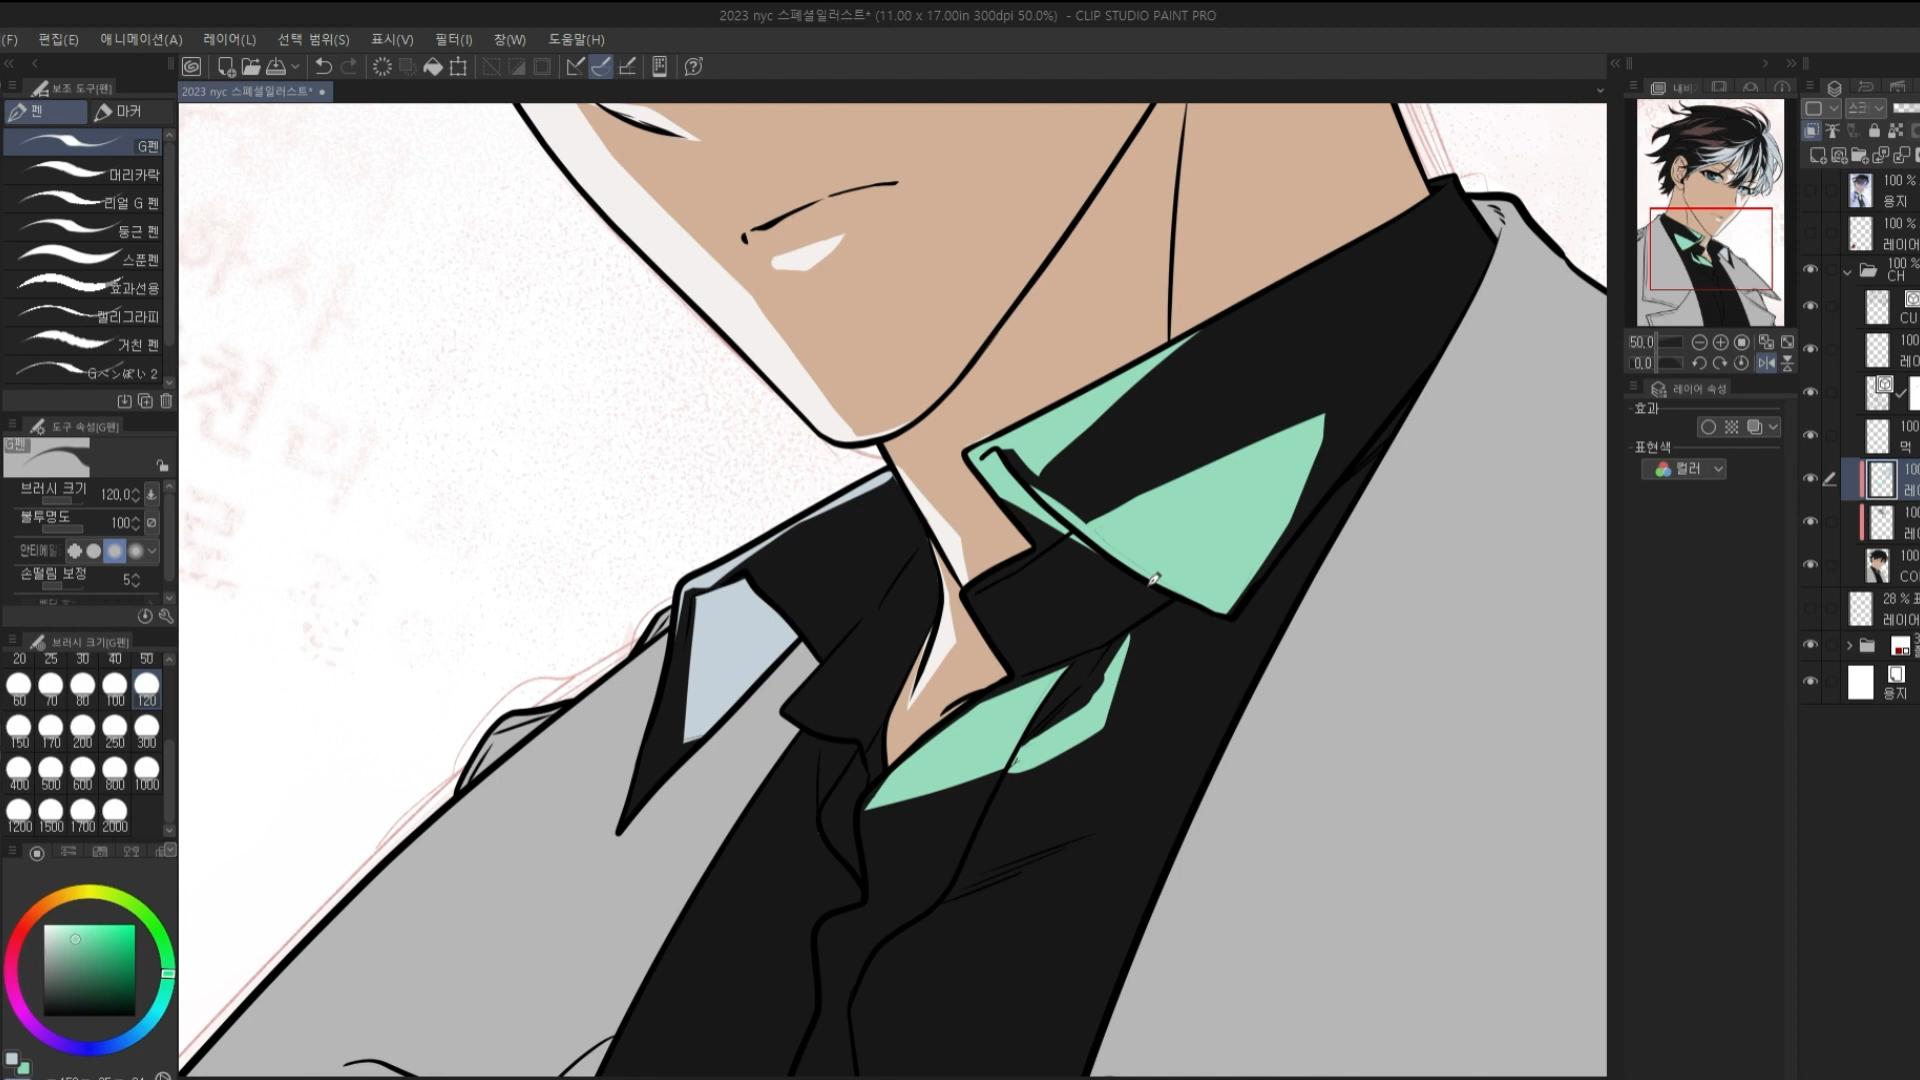 2023 nyc 스페셜일러스트* (11.00 x 17.00in 300dpi 50.0%) - CLIP STUDIO PAINT PRO
(F) 편집(E) 애니메이션(A) 레이어(L) 선택 범위(S) 표시(V) 필터(I) 창(W) 도움말(H)
2023 nyc 스페셜일러스트*
보조 도구[펜]
펜 마커
G펜
머리카락
리얼 G 펜
둥근 펜
스푼펜
효과선용
캘리그라피
거친 펜
Gペンぽい 2
도구 속성[G펜]
G펜
브러시 크기 120.0
불투명도 100
안티에일
손떨림 보정 5
브러시 크기[G펜]
20 25 30 40 50
60 70 80 100 120
150 170 200 250 300
400 500 600 800 1000
1200 1500 1700 2000
내비
50.0
0.0
레이어 속성
효과
표현색
컬러
100 %
용지
100 %
레이어
100 %
CH
CU
100
레이
100
먹
100
레이
100
레이
100
COL
28 %
레이어
용지